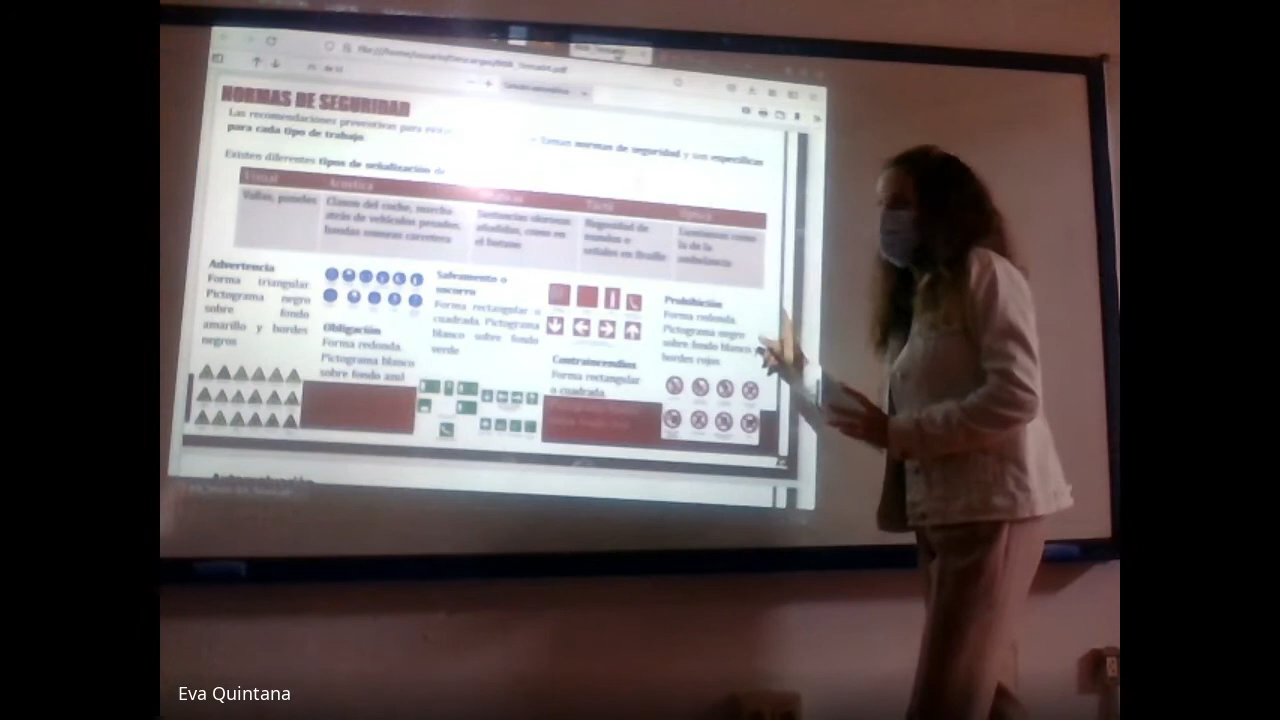 NORMAS DE SEGURIDAD
Las recomendaciones preventivas para
para cada tipo de trabajo
normas de seguridad y son específicas
Existen diferentes tipos de señalización de
Visual
Acústica
Táctil
Óptica
Vallas, paneles
Claxon del coche, marcha
atrás de vehículos pesados,
bandas sonoras carretera
Sustancias olorosas
añadidas, como en
el butano
Rugosidad de
mandos o
señales en Braille
Luminosas como
la de la
ambulancia
Advertencia
Forma triangular
Pictograma negro
sobre fondo
amarillo y bordes
negros
Obligación
Forma redonda.
Pictograma blanco
sobre fondo azul
Salvamento o
socorro
Forma rectangular o
cuadrada. Pictograma
blanco sobre fondo
verde
Contraincendios
Forma rectangular
o cuadrada
Prohibición
Forma redonda.
Pictograma negro
sobre fondo blanco y
bordes rojos
Autoevaluación
Eva Quintana